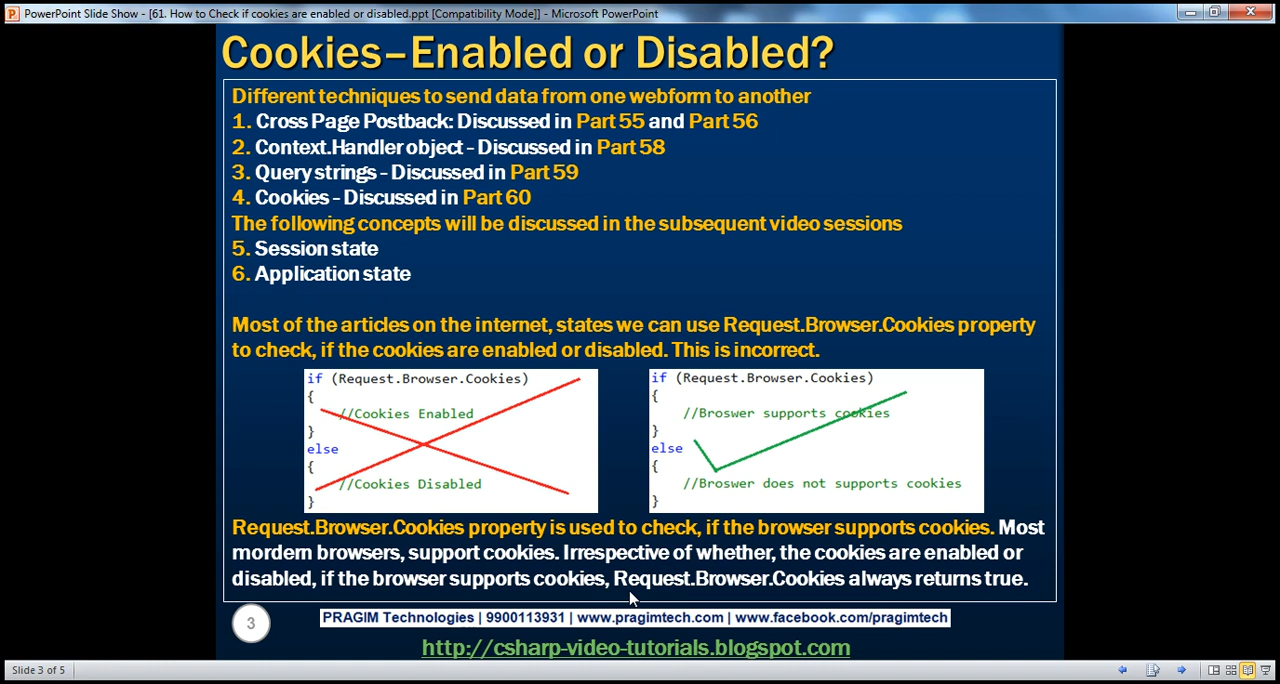 PowerPoint Slide Show - [61. How to Check if cookies are enabled or disabled.ppt [Compatibility Mode]] - Microsoft PowerPoint
Cookies–Enabled or Disabled?
Different techniques to send data from one webform to another
1. Cross Page Postback: Discussed in Part 55 and Part 56
2. Context.Handler object - Discussed in Part 58
3. Query strings - Discussed in Part 59
4. Cookies - Discussed in Part 60
The following concepts will be discussed in the subsequent video sessions
5. Session state
6. Application state
Most of the articles on the internet, states we can use Request.Browser.Cookies property
to check, if the cookies are enabled or disabled. This is incorrect.
if (Request.Browser.Cookies)
{
//Cookies Enabled
}
else
{
//Cookies Disabled
}
if (Request.Browser.Cookies)
{
//Broswer supports cookies
}
else
{
//Broswer does not supports cookies
}
Request.Browser.Cookies property is used to check, if the browser supports cookies. Most
mordern browsers, support cookies. Irrespective of whether, the cookies are enabled or
disabled, if the browser supports cookies, Request.Browser.Cookies always returns true.
3
PRAGIM Technologies | 9900113931 | www.pragimtech.com | www.facebook.com/pragimtech
http://csharp-video-tutorials.blogspot.com
Slide 3 of 5